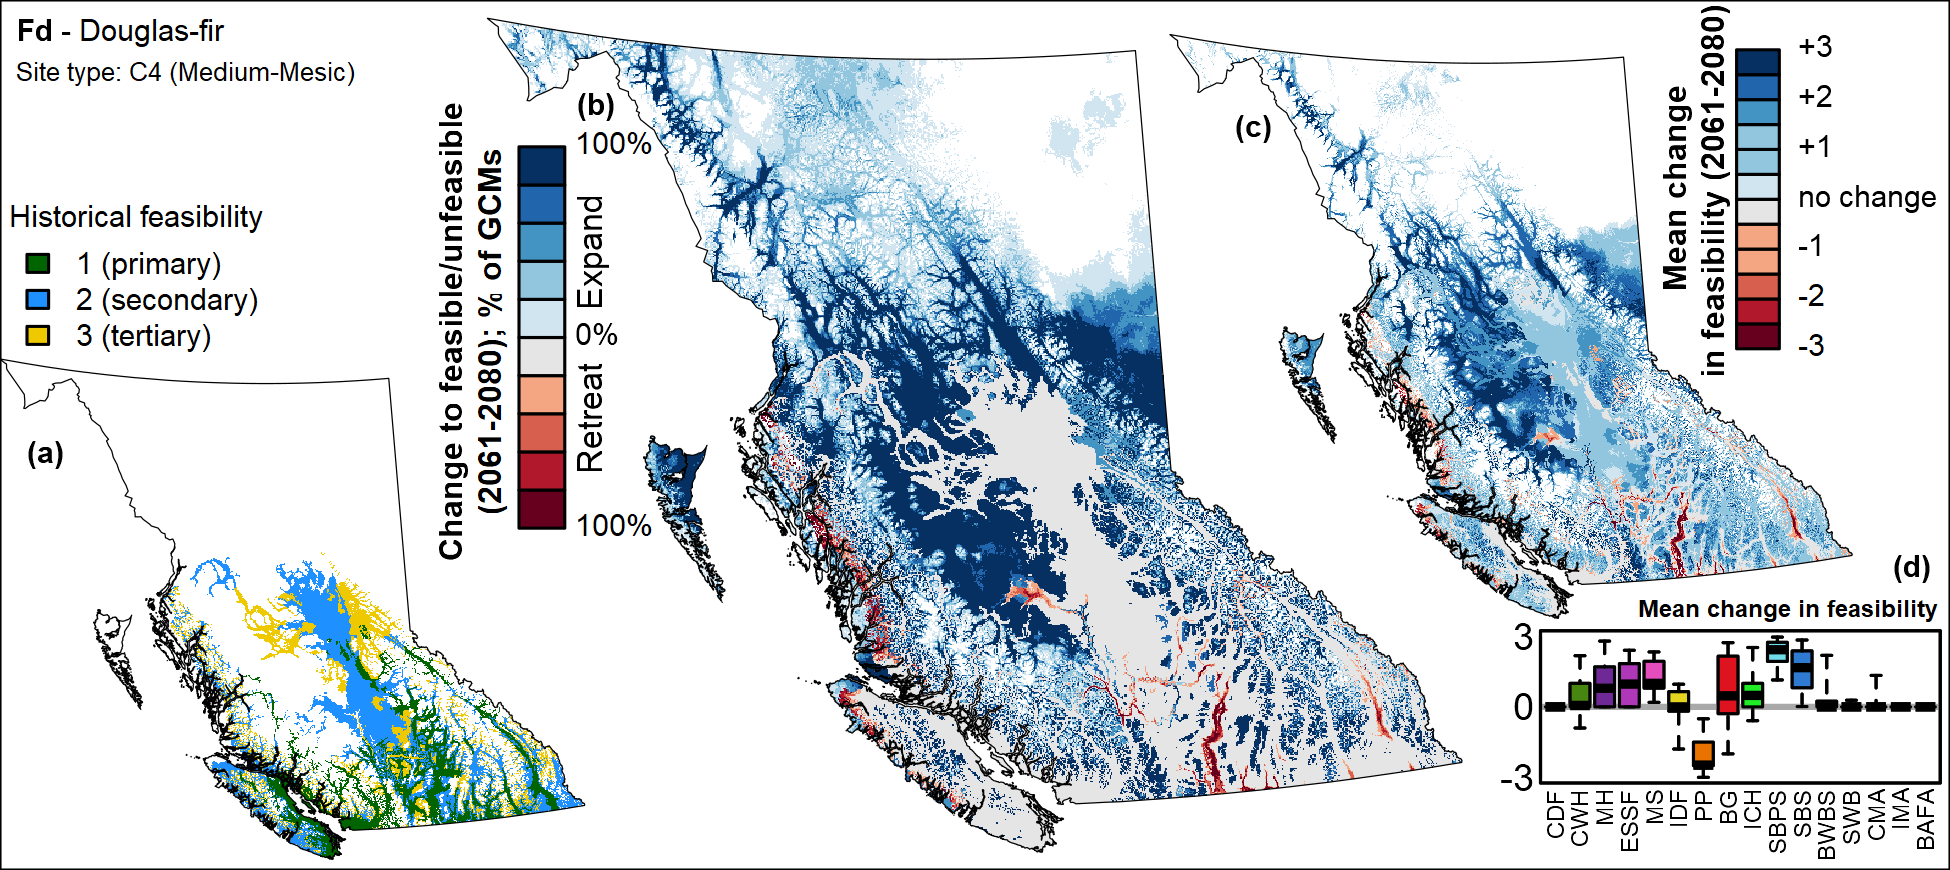 Fd - Douglas-fir
Site type: C4 (Medium-Mesic)
Historical feasibility
1 (primary)
2 (secondary)
3 (tertiary)
(a)
Change to feasible/unfeasible
(2061-2080); % of GCMs
100%
Expand
0%
Retreat
100%
(b)
(c)
Mean change
in feasibility (2061-2080)
+3
+2
+1
no change
-1
-2
-3
(d)
Mean change in feasibility
3
0
-3
CDF
CWH
MH
ESSF
MS
IDF
PP
BG
ICH
SBPS
SBS
BWBS
SWB
CMA
IMA
BAFA